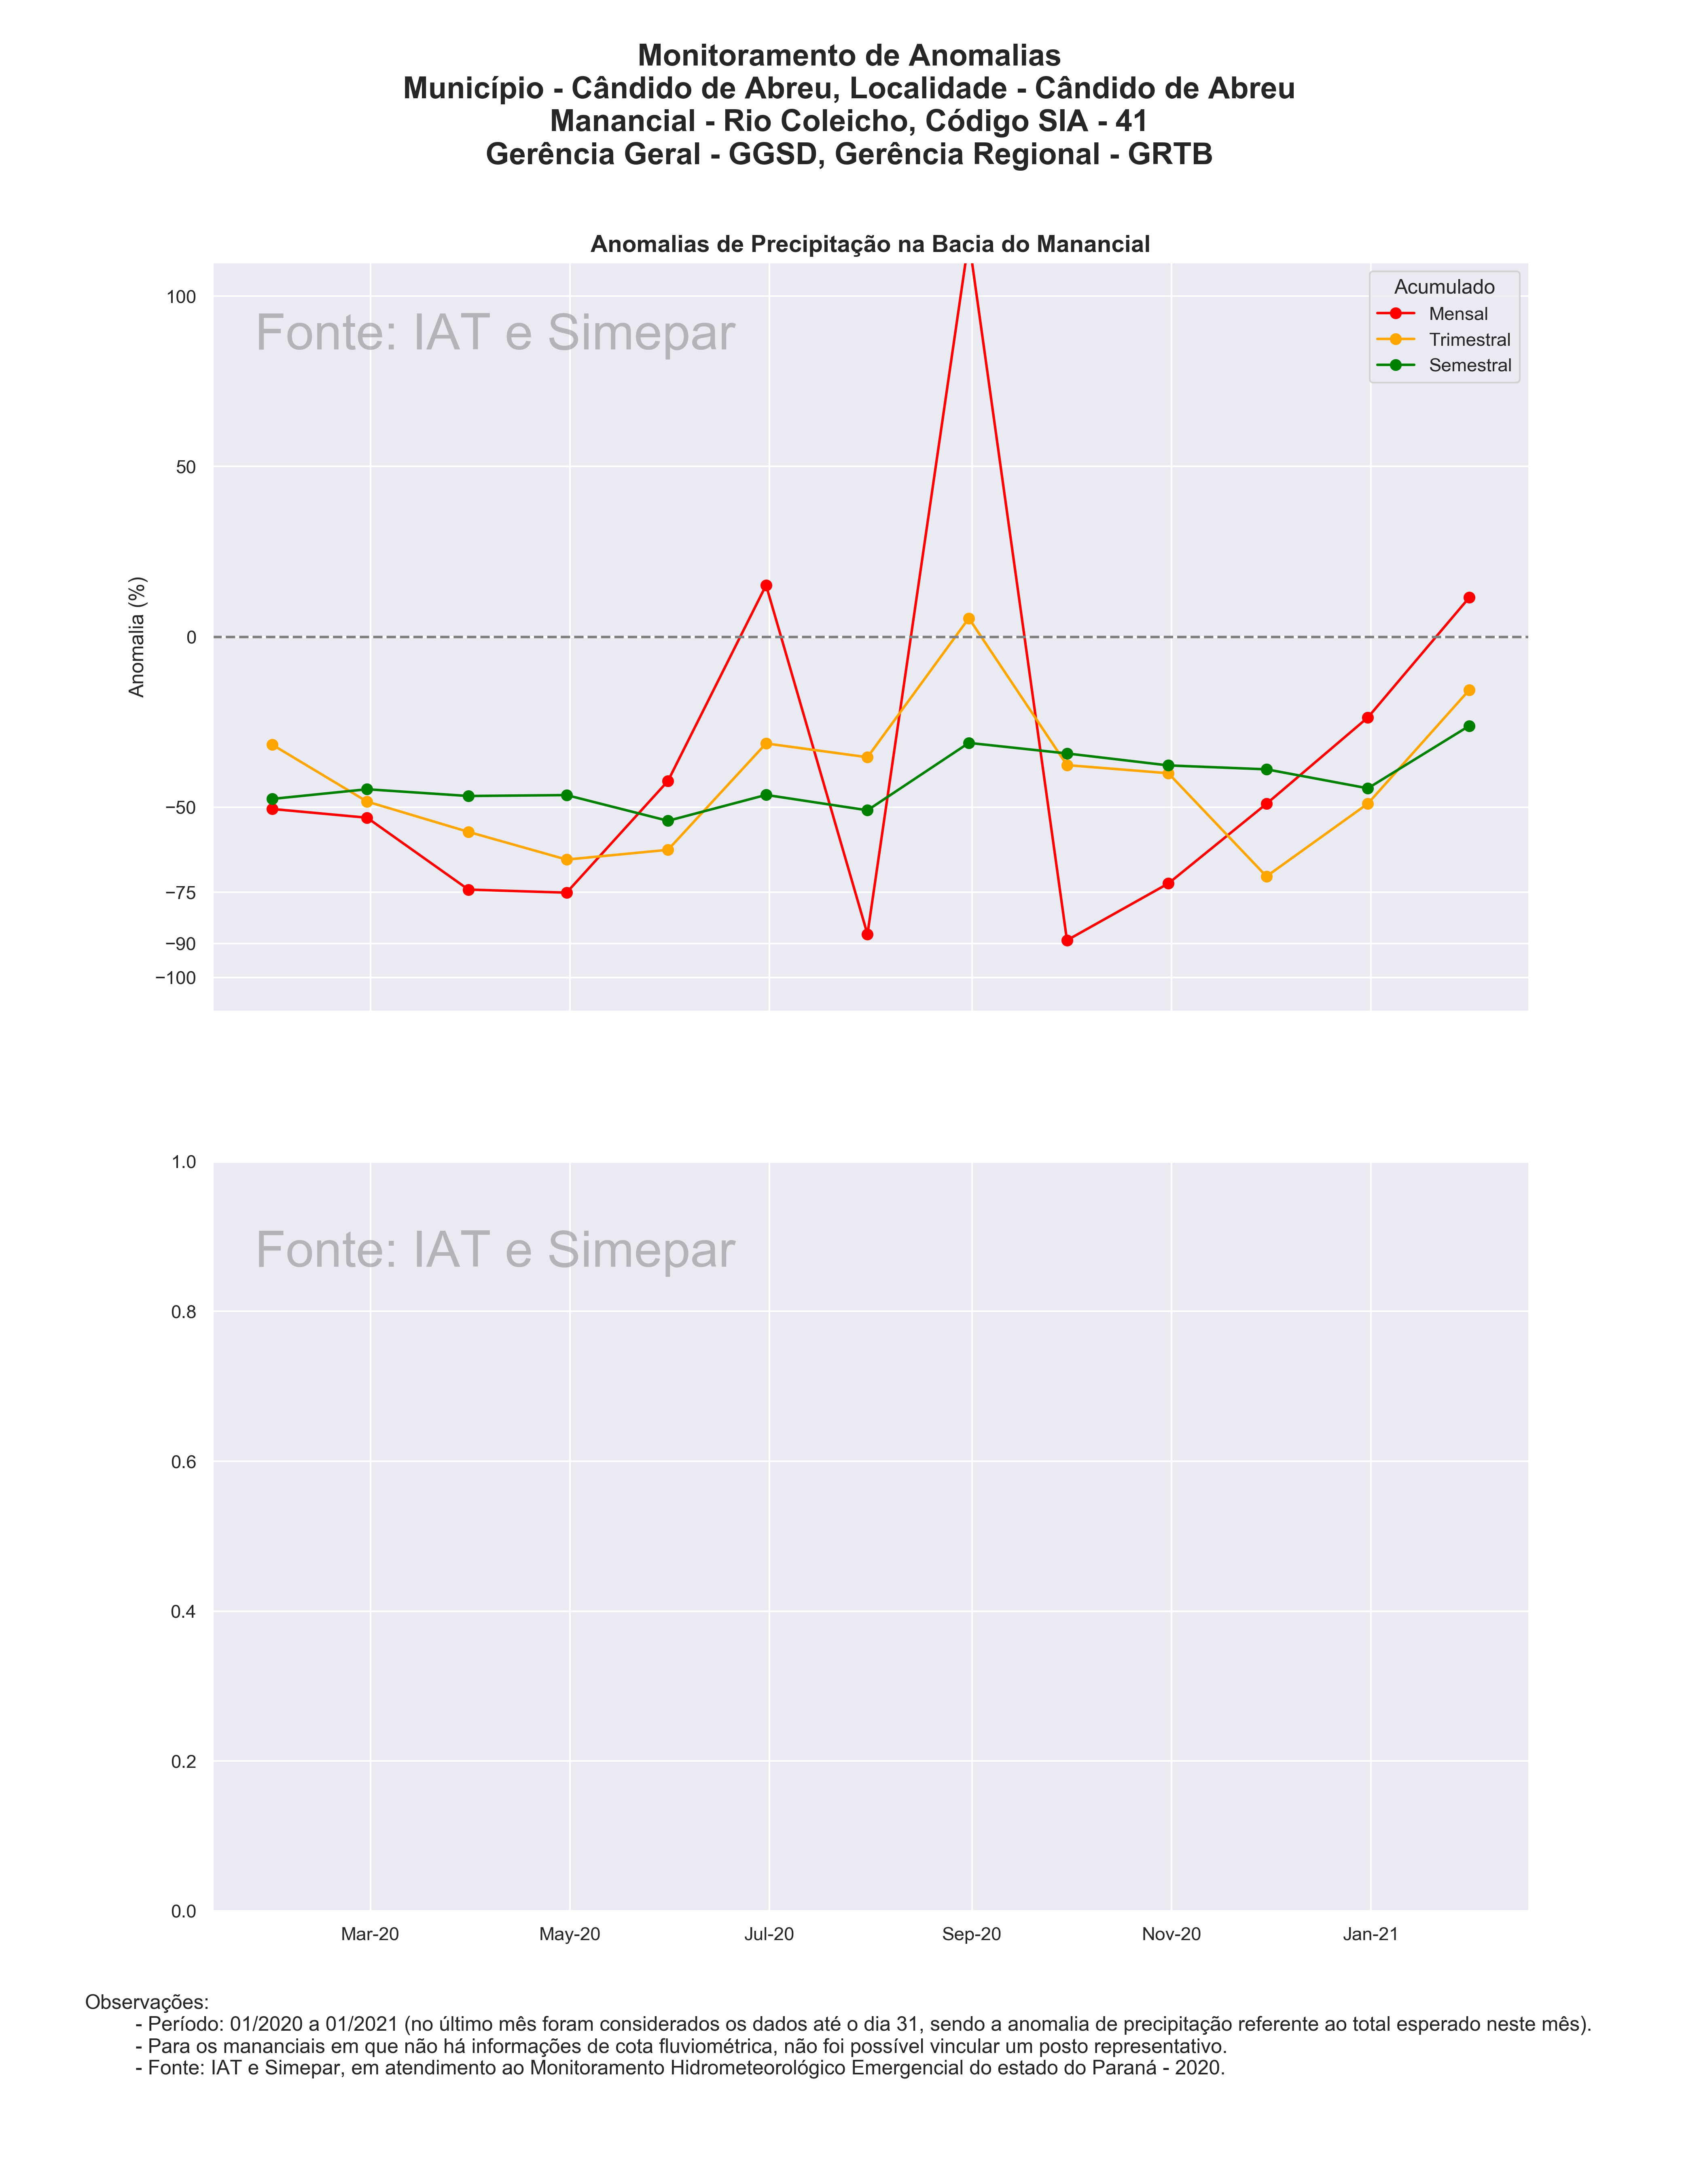 Monitoramento de Anomalias
Município - Cândido de Abreu, Localidade - Cândido de Abreu
Manancial - Rio Coleicho, Código SIA - 41
Gerência Geral - GGSD, Gerência Regional - GRTB
Anomalias de Precipitação na Bacia do Manancial
Fonte: IAT e Simepar
Acumulado
Mensal
Trimestral
Semestral
Anomalia (%)
100
50
0
−50
−75
−90
−100
Fonte: IAT e Simepar
1.0
0.8
0.6
0.4
0.2
0.0
Mar-20 May-20 Jul-20 Sep-20 Nov-20 Jan-21
Observações:
- Período: 01/2020 a 01/2021 (no último mês foram considerados os dados até o dia 31, sendo a anomalia de precipitação referente ao total esperado neste mês).
- Para os mananciais em que não há informações de cota fluviométrica, não foi possível vincular um posto representativo.
- Fonte: IAT e Simepar, em atendimento ao Monitoramento Hidrometeorológico Emergencial do estado do Paraná - 2020.